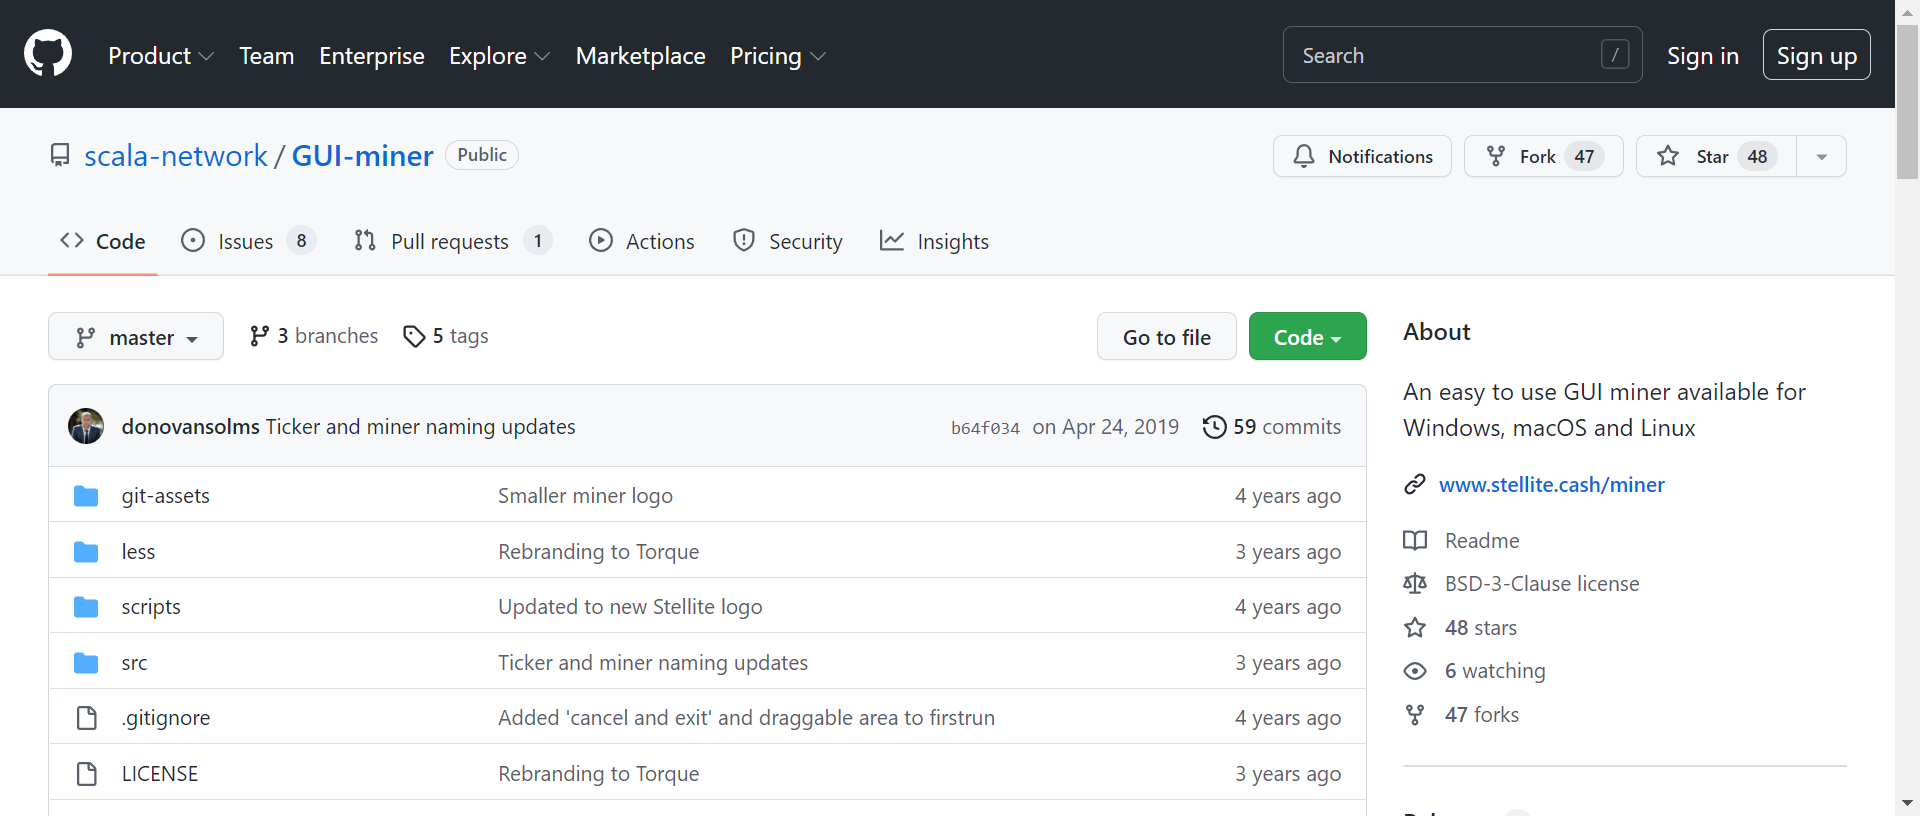 Product Team Enterprise Explore Marketplace Pricing Search / Sign in Sign up
scala-network / GUI-miner Public Notifications Fork 47 Star 48
Code Issues 8 Pull requests 1 Actions Security Insights
master 3 branches 5 tags Go to file Code
donovansolms Ticker and miner naming updates b64f034 on Apr 24, 2019 59 commits
git-assets Smaller miner logo 4 years ago
less Rebranding to Torque 3 years ago
scripts Updated to new Stellite logo 4 years ago
src Ticker and miner naming updates 3 years ago
.gitignore Added 'cancel and exit' and draggable area to firstrun 4 years ago
LICENSE Rebranding to Torque 3 years ago
About
An easy to use GUI miner available for
Windows, macOS and Linux
www.stellite.cash/miner
Readme
BSD-3-Clause license
48 stars
6 watching
47 forks